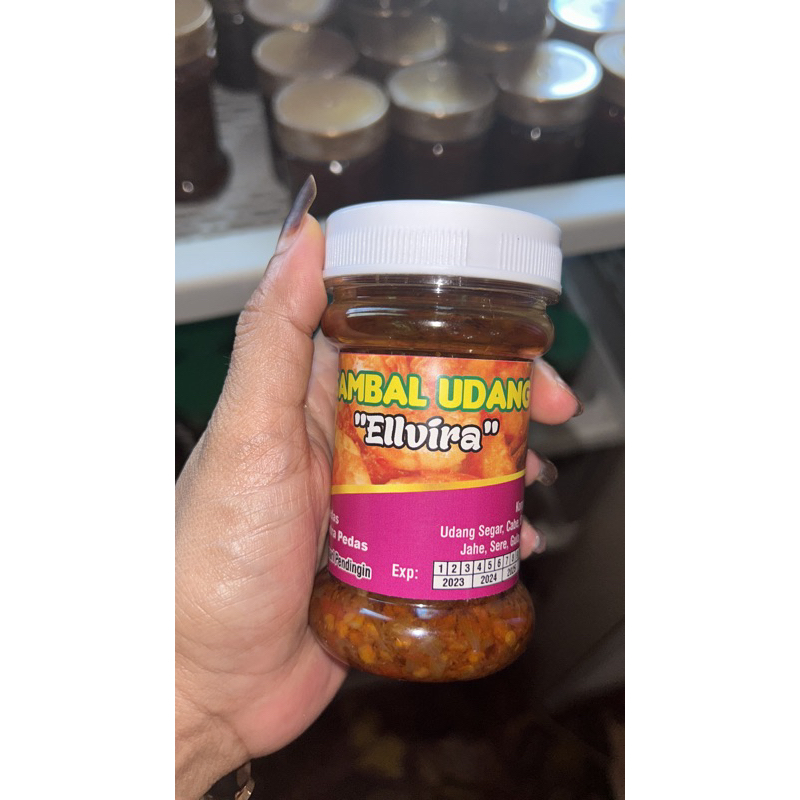 AMBAL UDANG
"Ellvira"
Pedas
Udang Segar,
Jahe, Sere,
Pendingin
Exp:
1 2 3 4 5 6 7
2023 2024